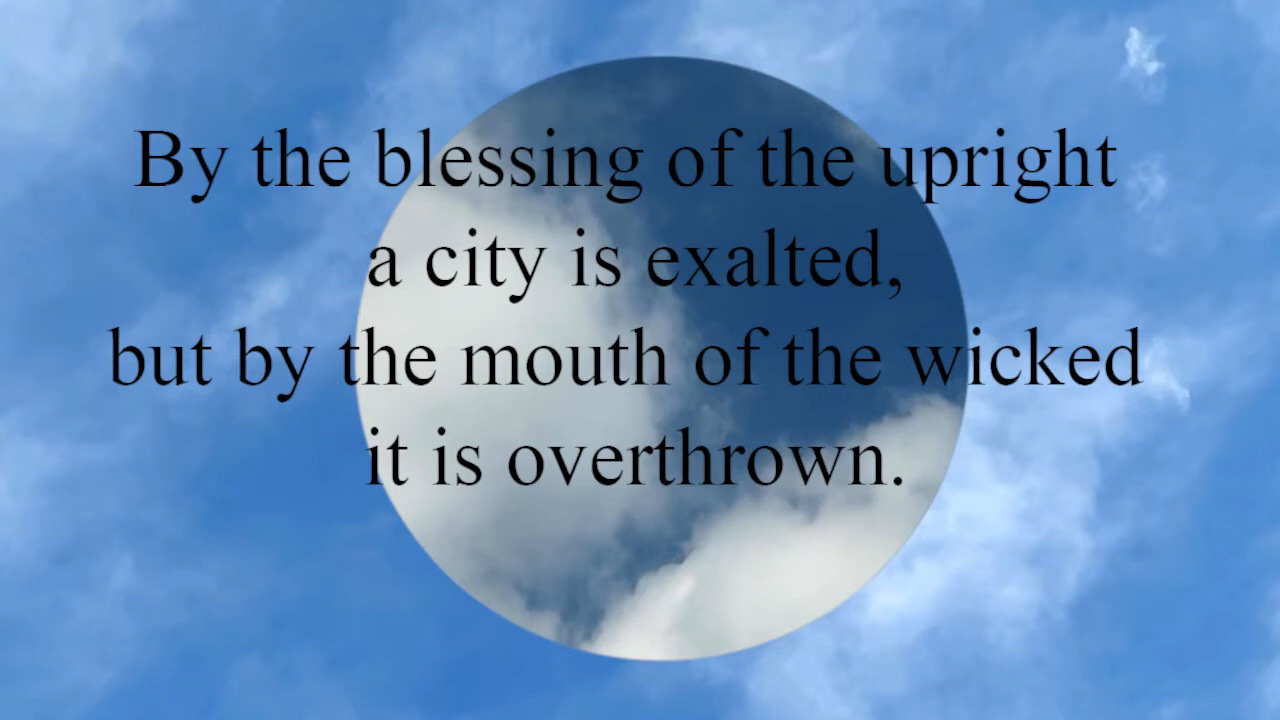 By the blessing of the upright
a city is exalted,
but by the mouth of the wicked
it is overthrown.